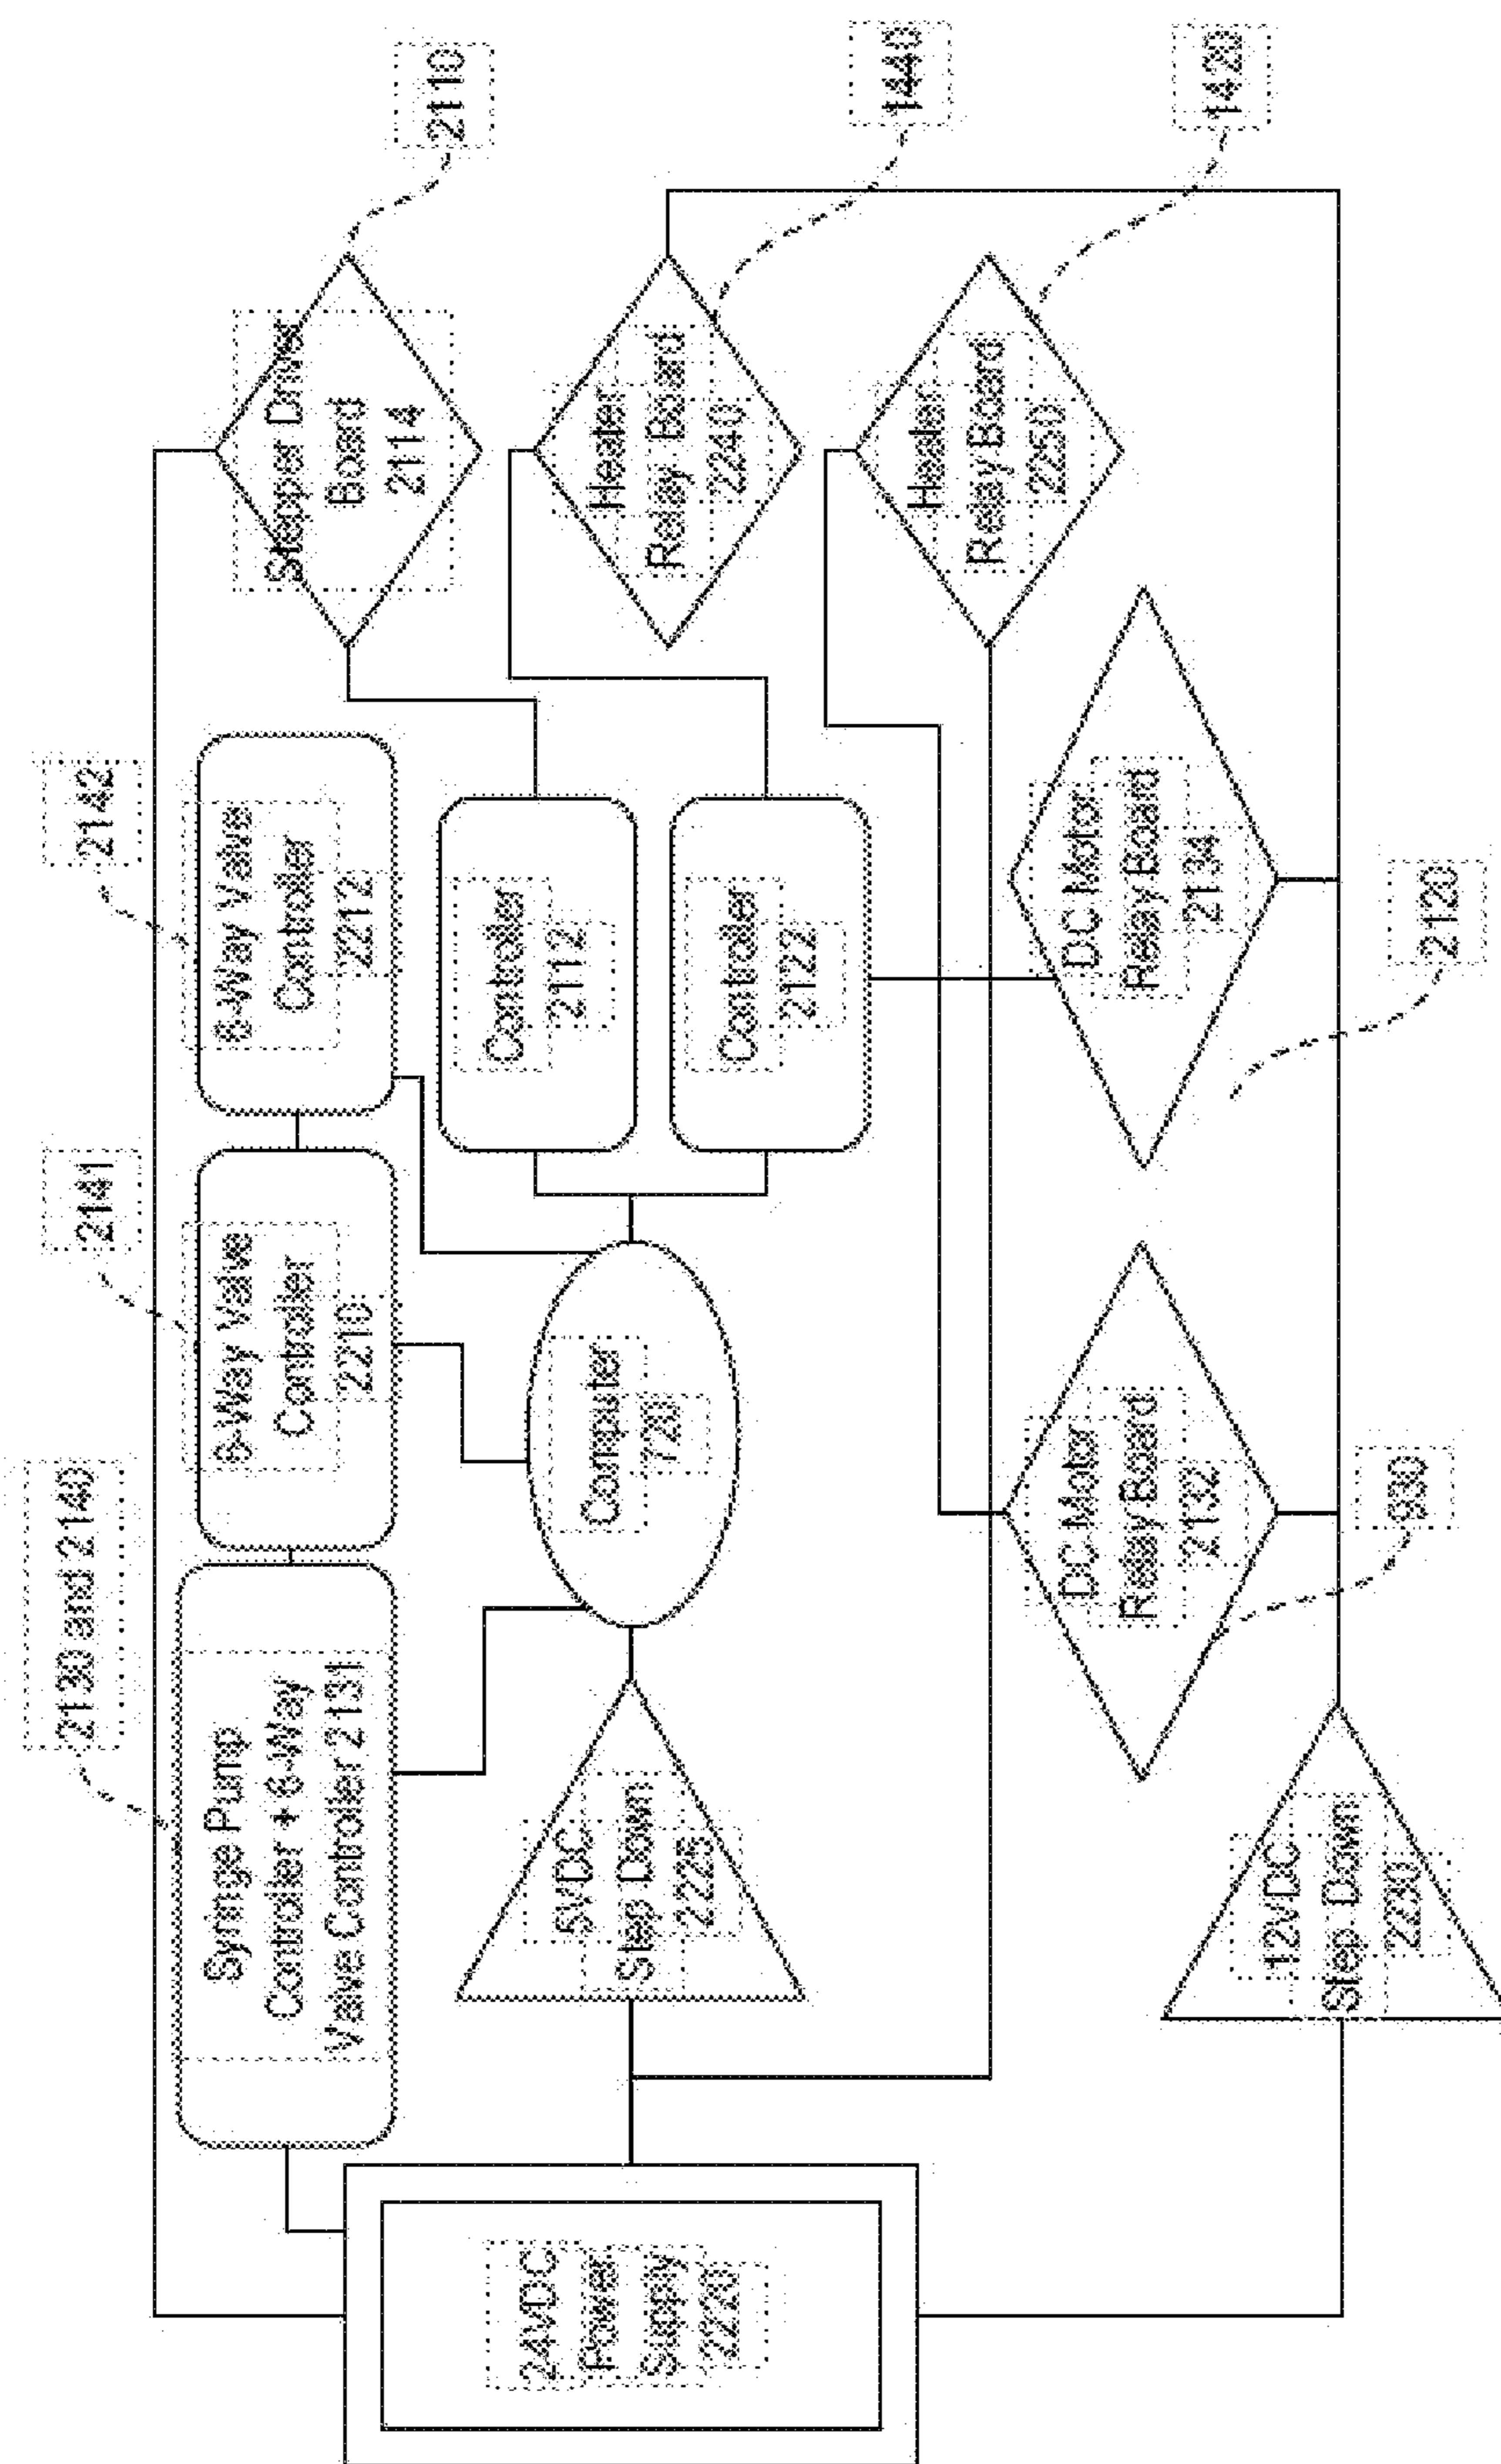 2130 and 2140
2141
2142
2110
Syringe Pump
Controller + 6-Way
Valve Controller 2131
6-Way Valve
Controller
2210
6-Way Valve
Controller
2212
Stepper Driver
Board
2114
24VDC
Power
Supply
2220
5VDC
Step Down
2225
Computer
720
Controller
2112
Controller
2122
Heater
Relay Board
2240
1440
Heater
Relay Board
2250
1420
12VDC
Step Down
2230
DC Motor
Relay Board
2132
930
DC Motor
Relay Board
2134
2120